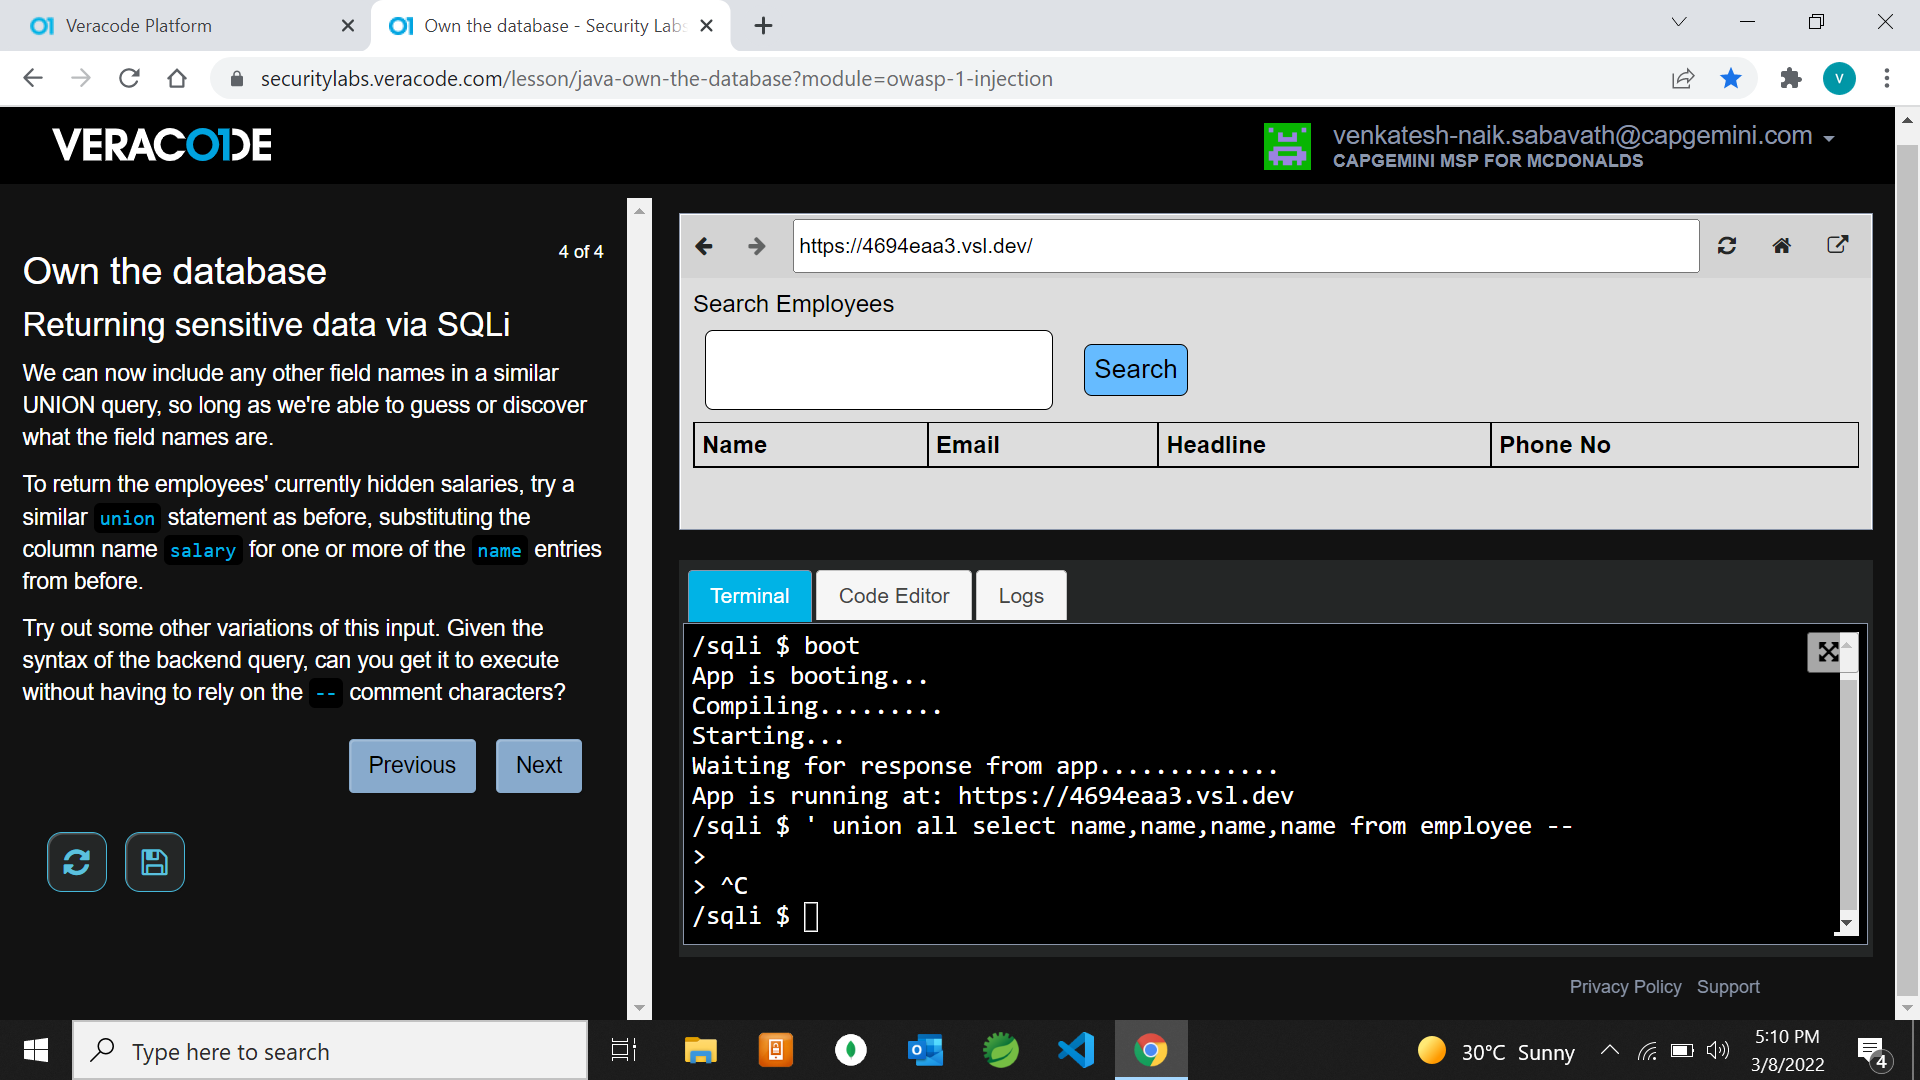 Veracode Platform
Own the database - Security Labs
securitylabs.veracode.com/lesson/java-own-the-database?module=owasp-1-injection
V
VERACODE
venkatesh-naik.sabavath@capgemini.com
CAPGEMINI MSP FOR MCDONALDS
4 of 4
Own the database
Returning sensitive data via SQLi
We can now include any other field names in a similar
UNION query, so long as we're able to guess or discover
what the field names are.
To return the employees' currently hidden salaries, try a
similar union statement as before, substituting the
column name salary for one or more of the name entries
from before.
Try out some other variations of this input. Given the
syntax of the backend query, can you get it to execute
without having to rely on the -- comment characters?
Previous
Next
https://4694eaa3.vsl.dev/
Search Employees
Search
Name Email Headline Phone No
Terminal
Code Editor
Logs
/sqli $ boot
App is booting...
Compiling.........
Starting...
Waiting for response from app.............
App is running at: https://4694eaa3.vsl.dev
/sqli $ ' union all select name,name,name,name from employee --
>
> ^C
/sqli $
Privacy Policy Support
Type here to search
30°C Sunny
5:10 PM
3/8/2022
4